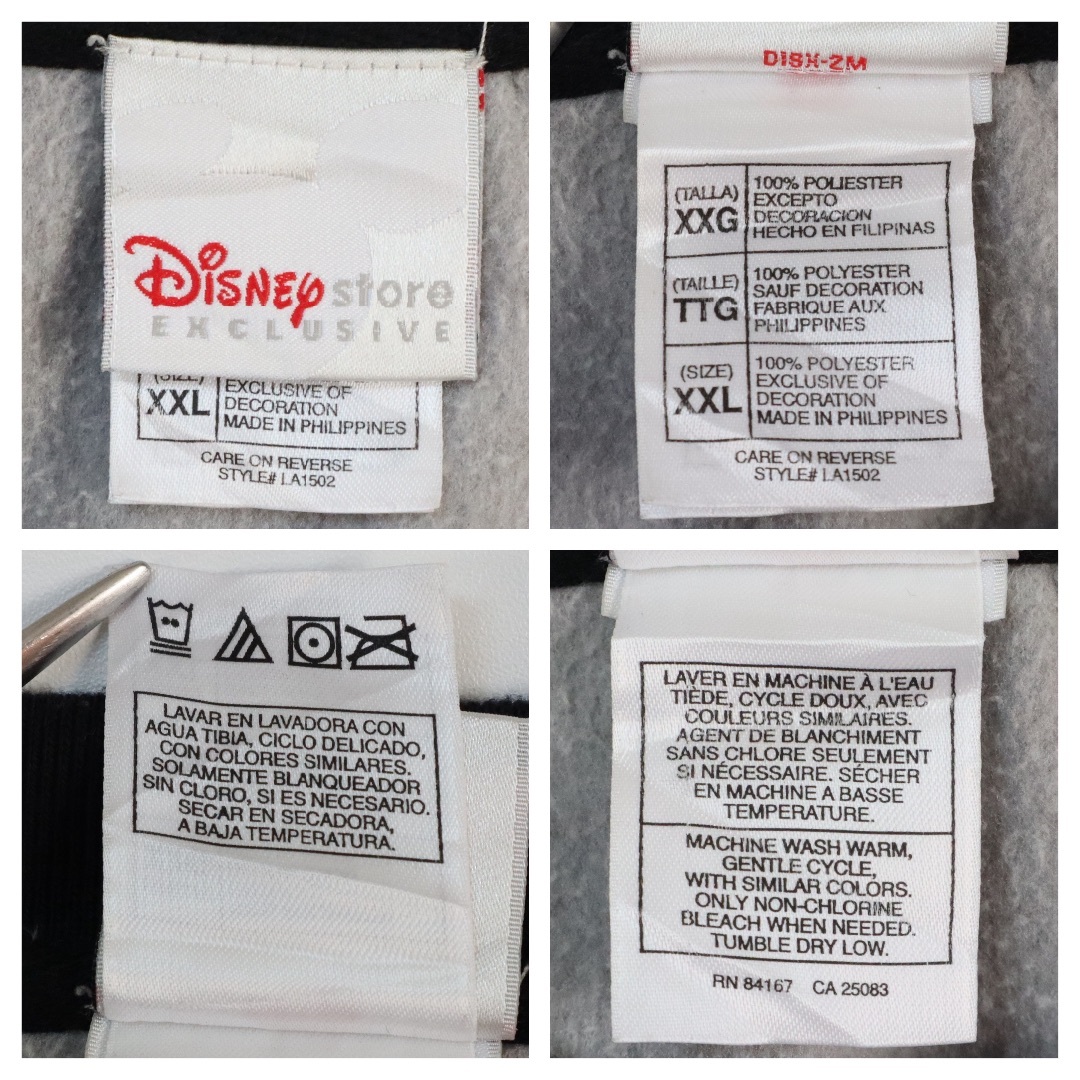 Disney store
EXCLUSIVE
(SIZE)
XXL
EXCLUSIVE OF
DECORATION
MADE IN PHILIPPINES
CARE ON REVERSE
STYLE# LA1502
DISX-2M
(TALLA)
XXG
100% POLIESTER
EXCEPTO
DECORACION
HECHO EN FILIPINAS
(TAILLE)
TTG
100% POLYESTER
SAUF DECORATION
FABRIQUE AUX
PHILIPPINES
(SIZE)
XXL
100% POLYESTER
EXCLUSIVE OF
DECORATION
MADE IN PHILIPPINES
CARE ON REVERSE
STYLE# LA1502
LAVAR EN LAVADORA CON
AGUA TIBIA, CICLO DELICADO,
CON COLORES SIMILARES.
SOLAMENTE BLANQUEADOR
SIN CLORO, SI ES NECESARIO.
SECAR EN SECADORA,
A BAJA TEMPERATURA.
LAVER EN MACHINE À L'EAU
TIÈDE, CYCLE DOUX, AVEC
COULEURS SIMILAIRES.
AGENT DE BLANCHIMENT
SANS CHLORE SEULEMENT
SI NÉCESSAIRE. SÉCHER
EN MACHINE A BASSE
TEMPERATURE.
MACHINE WASH WARM,
GENTLE CYCLE,
WITH SIMILAR COLORS.
ONLY NON-CHLORINE
BLEACH WHEN NEEDED.
TUMBLE DRY LOW.
RN 84167 CA 25083